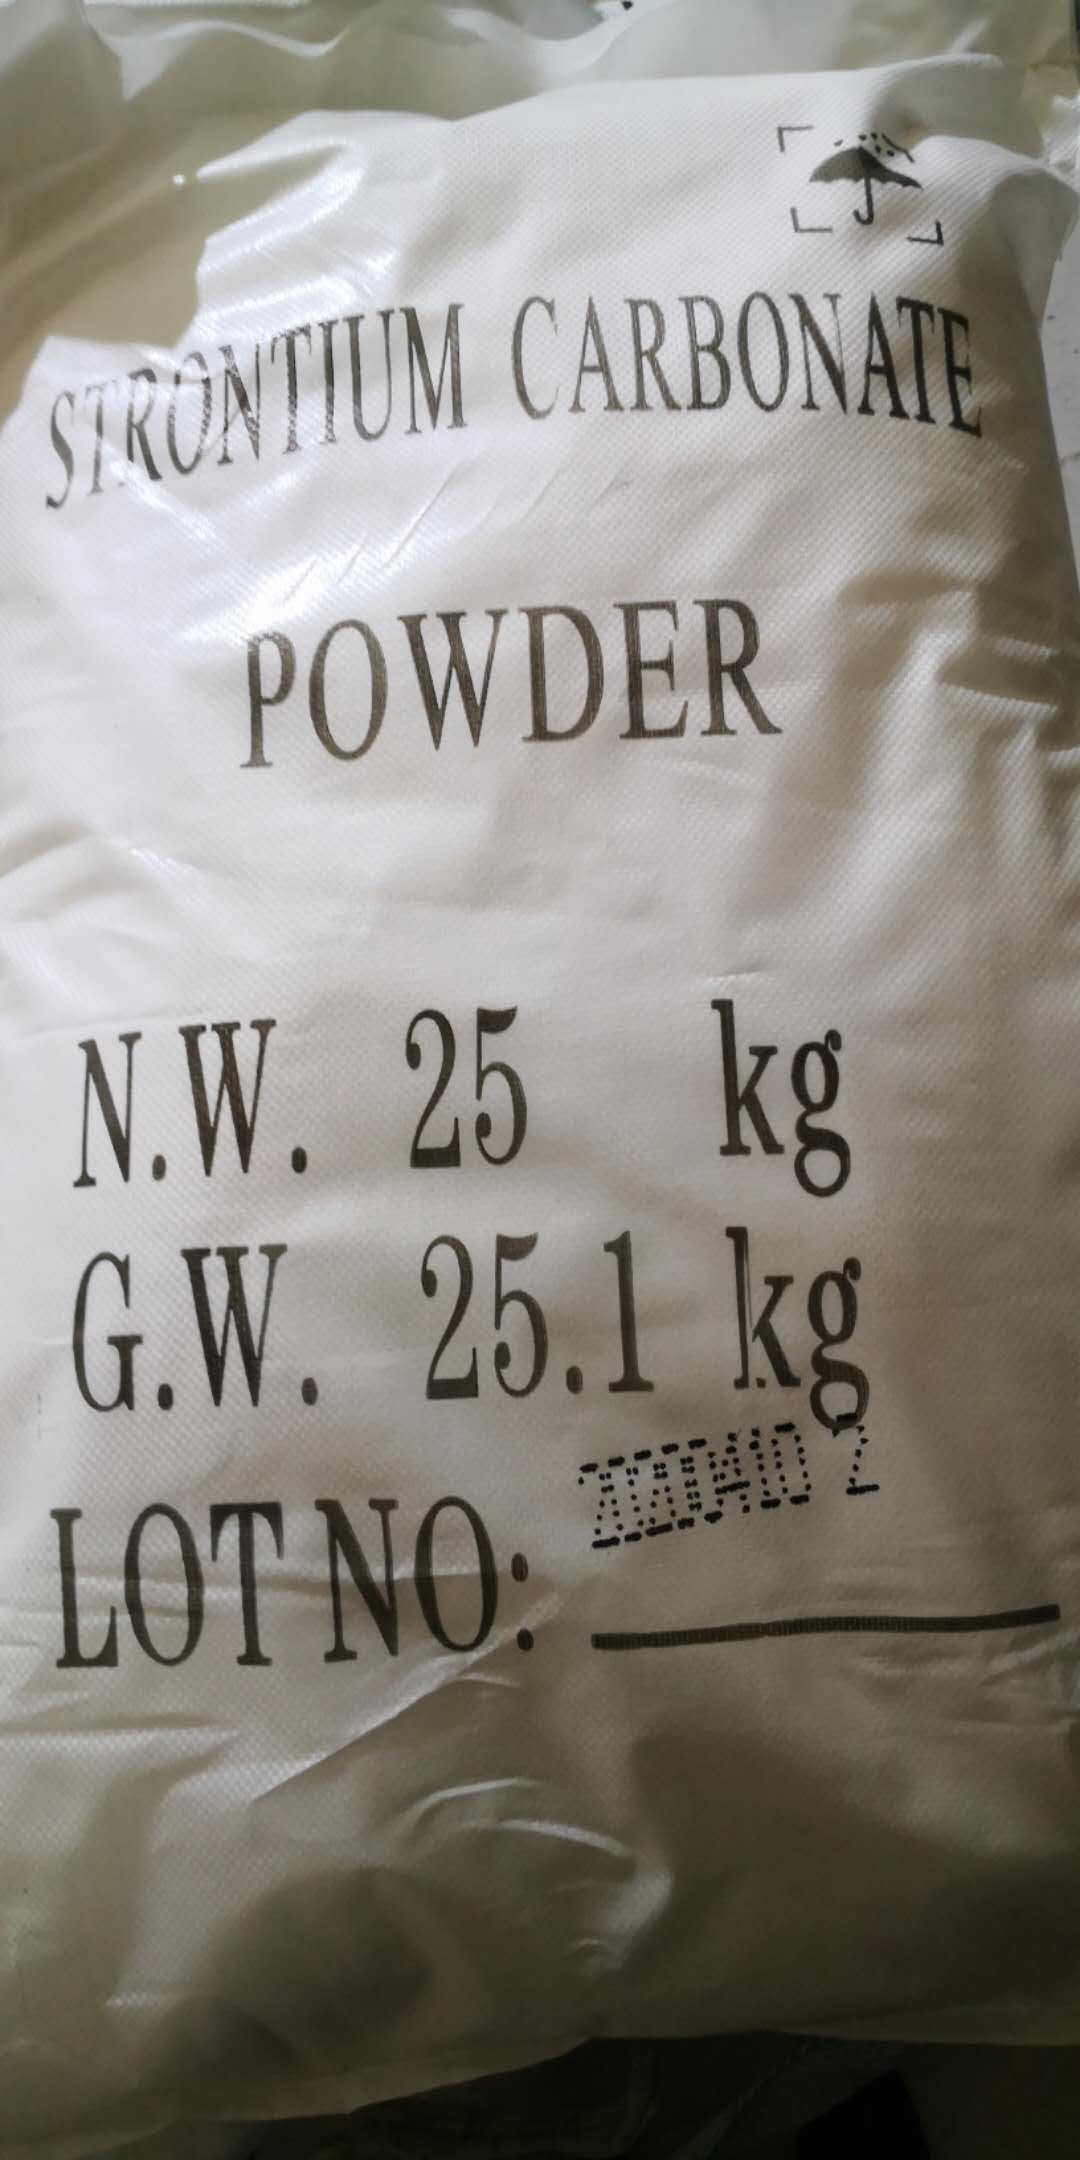 STRONTIUM CARBONATE
POWDER
N.W. 25 kg
G.W. 25.1 kg
LOT NO: